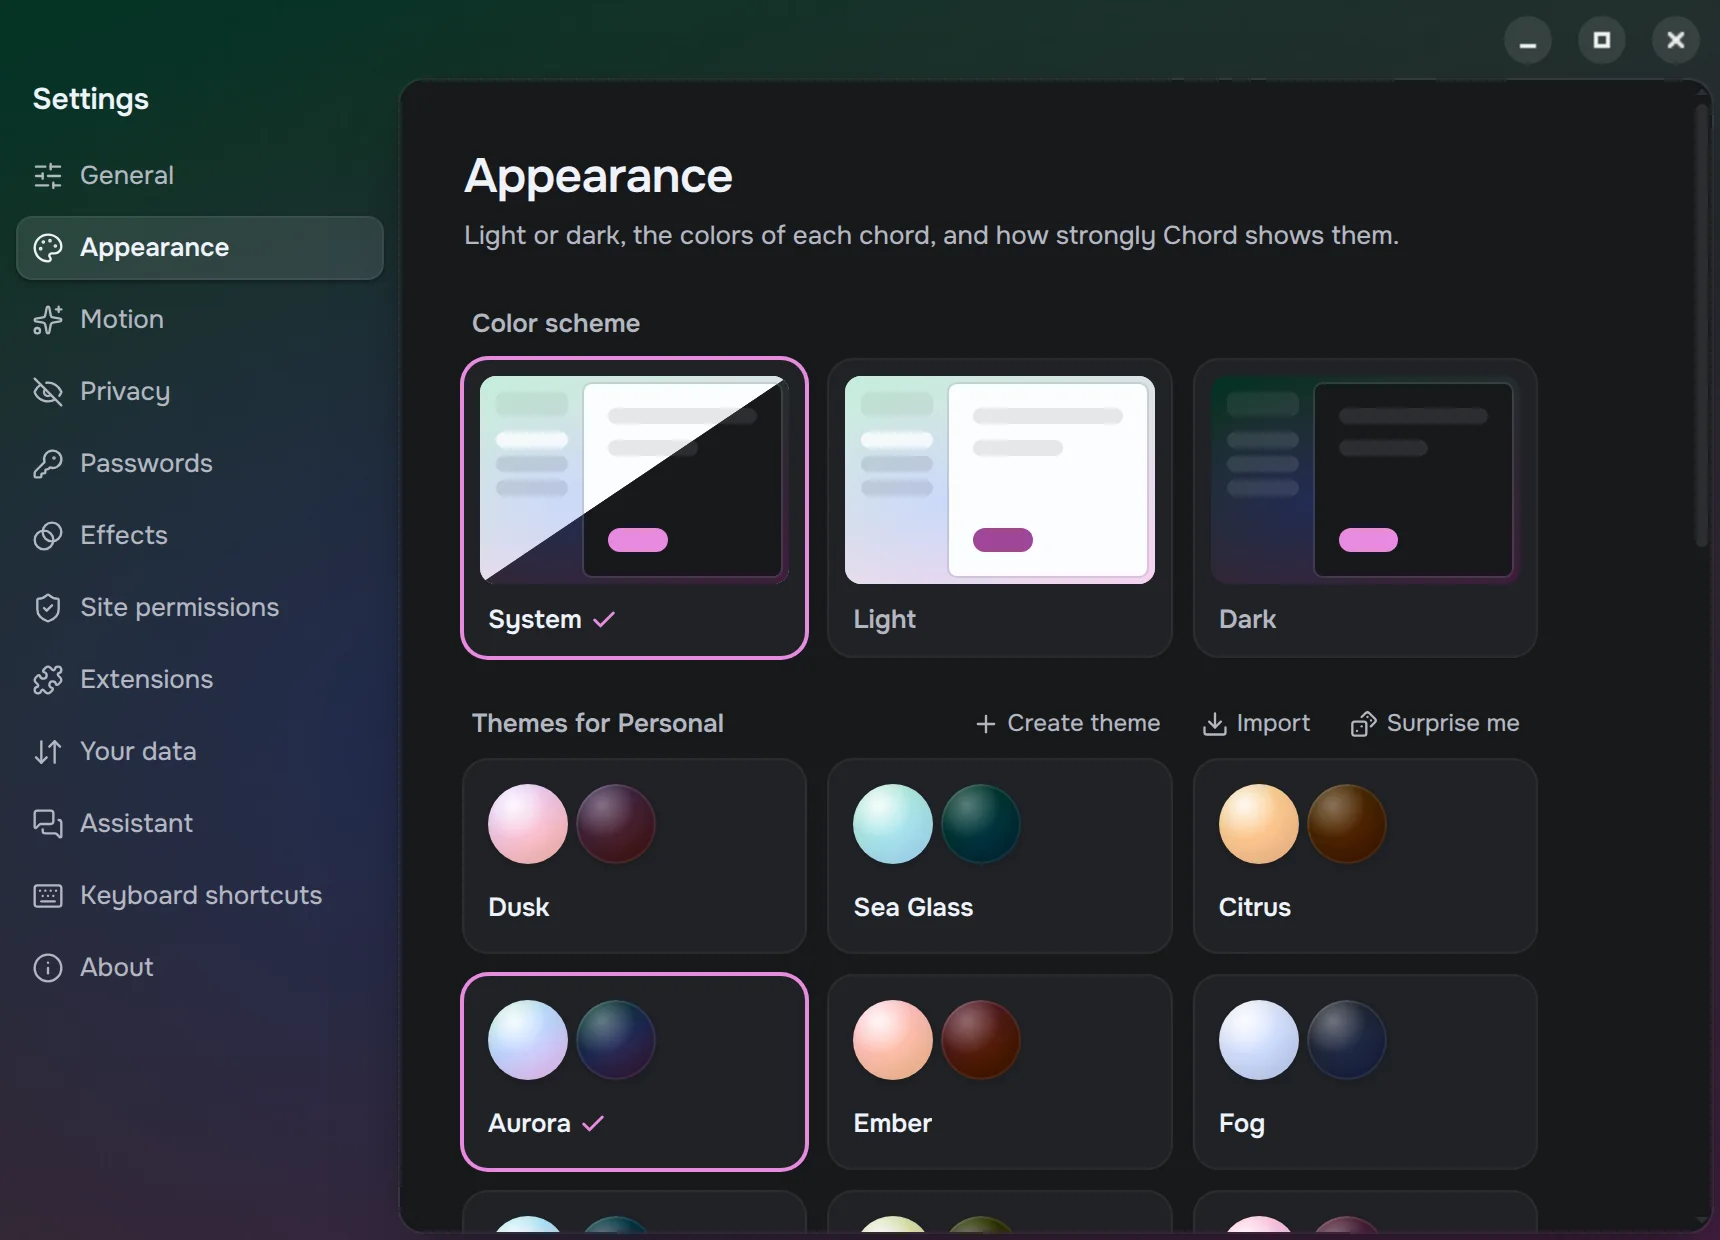 Settings
General
Appearance
Motion
Privacy
Passwords
Effects
Site permissions
Extensions
Your data
Assistant
Keyboard shortcuts
About
Appearance
Light or dark, the colors of each chord, and how strongly Chord shows them.
Color scheme
System
Light
Dark
Themes for Personal
Create theme
Import
Surprise me
Dusk
Sea Glass
Citrus
Aurora
Ember
Fog